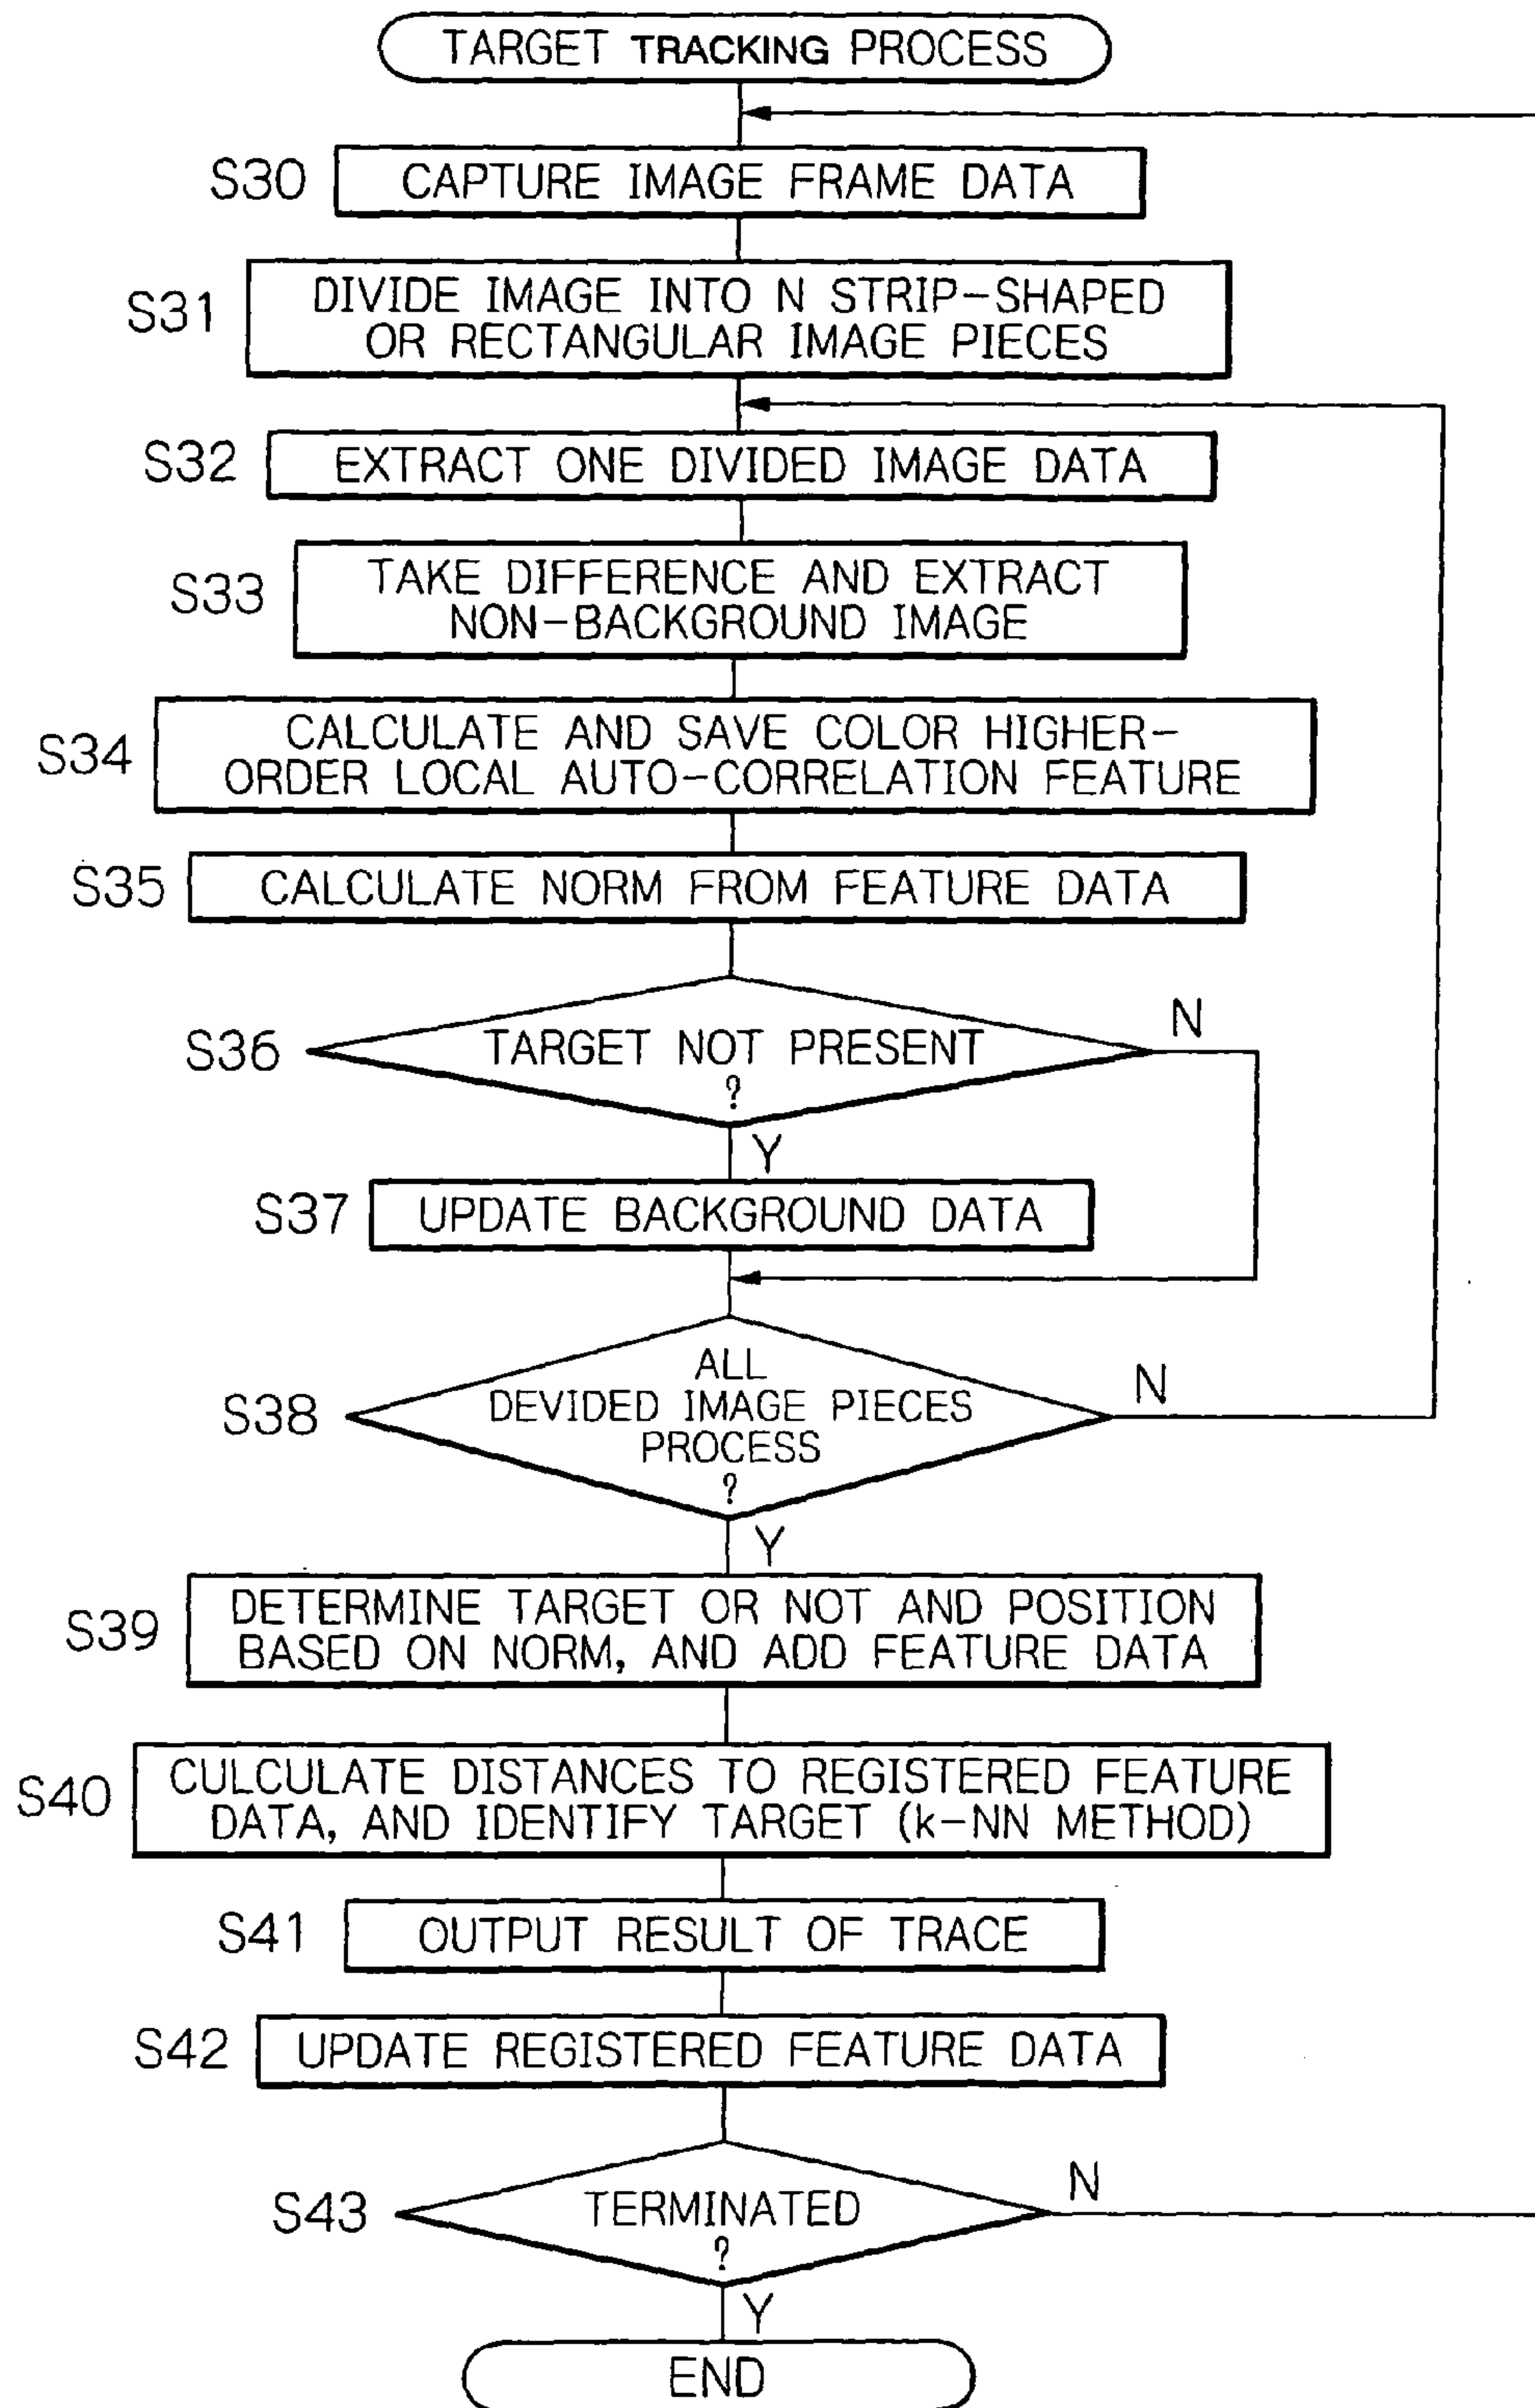 TARGET TRACKING PROCESS
S30 CAPTURE IMAGE FRAME DATA
S31 DIVIDE IMAGE INTO N STRIP-SHAPED
OR RECTANGULAR IMAGE PIECES
S32 EXTRACT ONE DIVIDED IMAGE DATA
S33 TAKE DIFFERENCE AND EXTRACT
NON-BACKGROUND IMAGE
S34 CALCULATE AND SAVE COLOR HIGHER-
ORDER LOCAL AUTO-CORRELATION FEATURE
S35 CALCULATE NORM FROM FEATURE DATA
S36 TARGET NOT PRESENT
?
N
Y
S37 UPDATE BACKGROUND DATA
S38 ALL
DEVIDED IMAGE PIECES
PROCESS
?
N
Y
S39 DETERMINE TARGET OR NOT AND POSITION
BASED ON NORM, AND ADD FEATURE DATA
S40 CULCULATE DISTANCES TO REGISTERED FEATURE
DATA, AND IDENTIFY TARGET (k-NN METHOD)
S41 OUTPUT RESULT OF TRACE
S42 UPDATE REGISTERED FEATURE DATA
S43 TERMINATED
?
N
Y
END